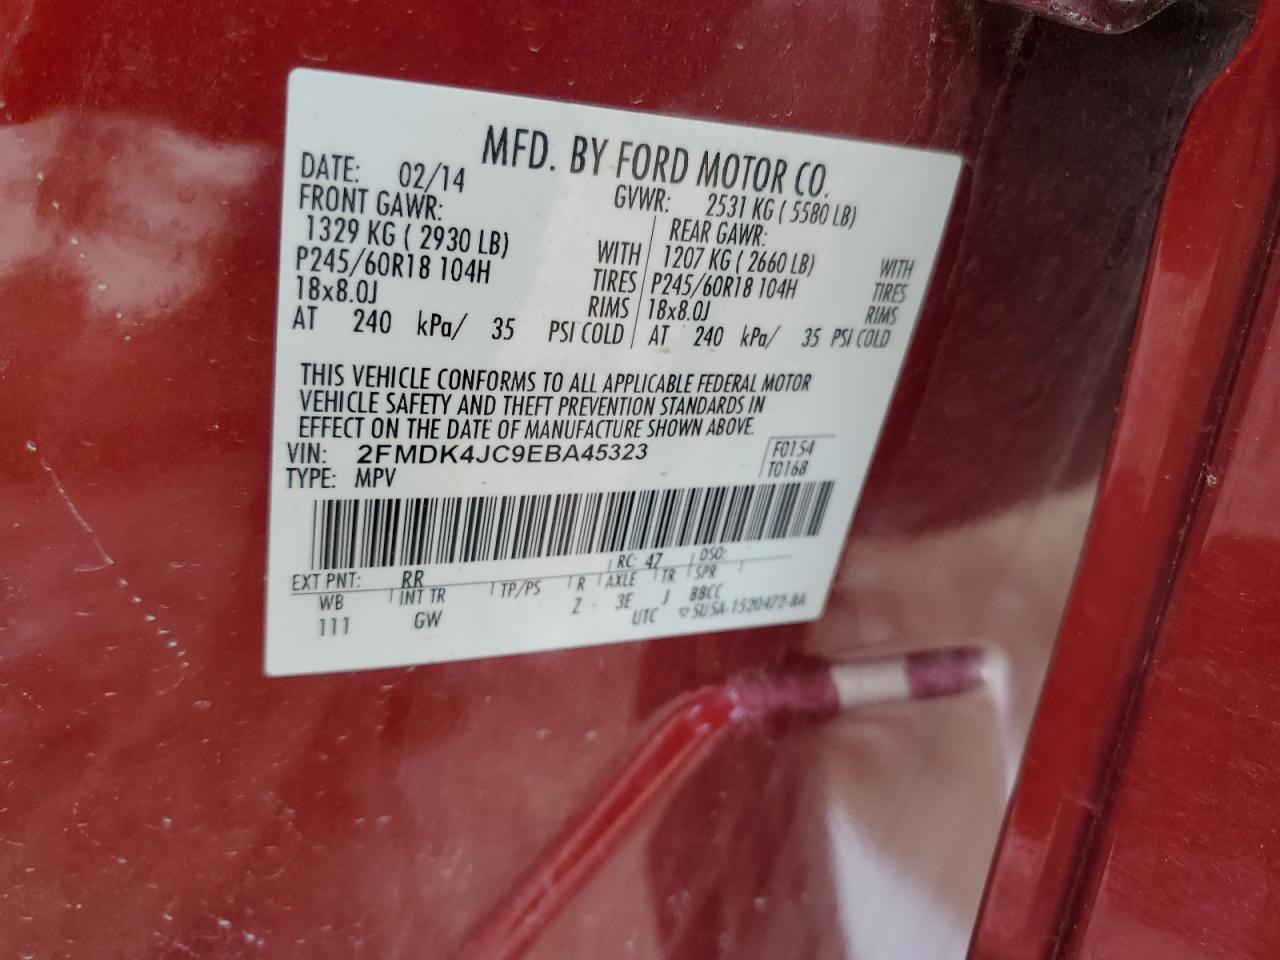 MFD. BY FORD MOTOR CO.
DATE: 02/14 GVWR: 2531 KG ( 5580 LB)
FRONT GAWR: REAR GAWR:
1329 KG ( 2930 LB) WITH 1207 KG ( 2660 LB) WITH
P245/60R18 104H TIRES P245/60R18 104H TIRES
18x8.0J RIMS 18x8.0J RIMS
AT 240 kPa/ 35 PSI COLD AT 240 kPa/ 35 PSI COLD
THIS VEHICLE CONFORMS TO ALL APPLICABLE FEDERAL MOTOR
VEHICLE SAFETY AND THEFT PREVENTION STANDARDS IN
EFFECT ON THE DATE OF MANUFACTURE SHOWN ABOVE.
VIN: 2FMDK4JC9EBA45323 F0154
TYPE: MPV T0168
EXT PNT: RR RC: 47 DSO:
WB INT TR TP/PS R AXLE TR SPR
111 GW Z 3E J BBCC
UTC ▽5U5A-1520472-BA